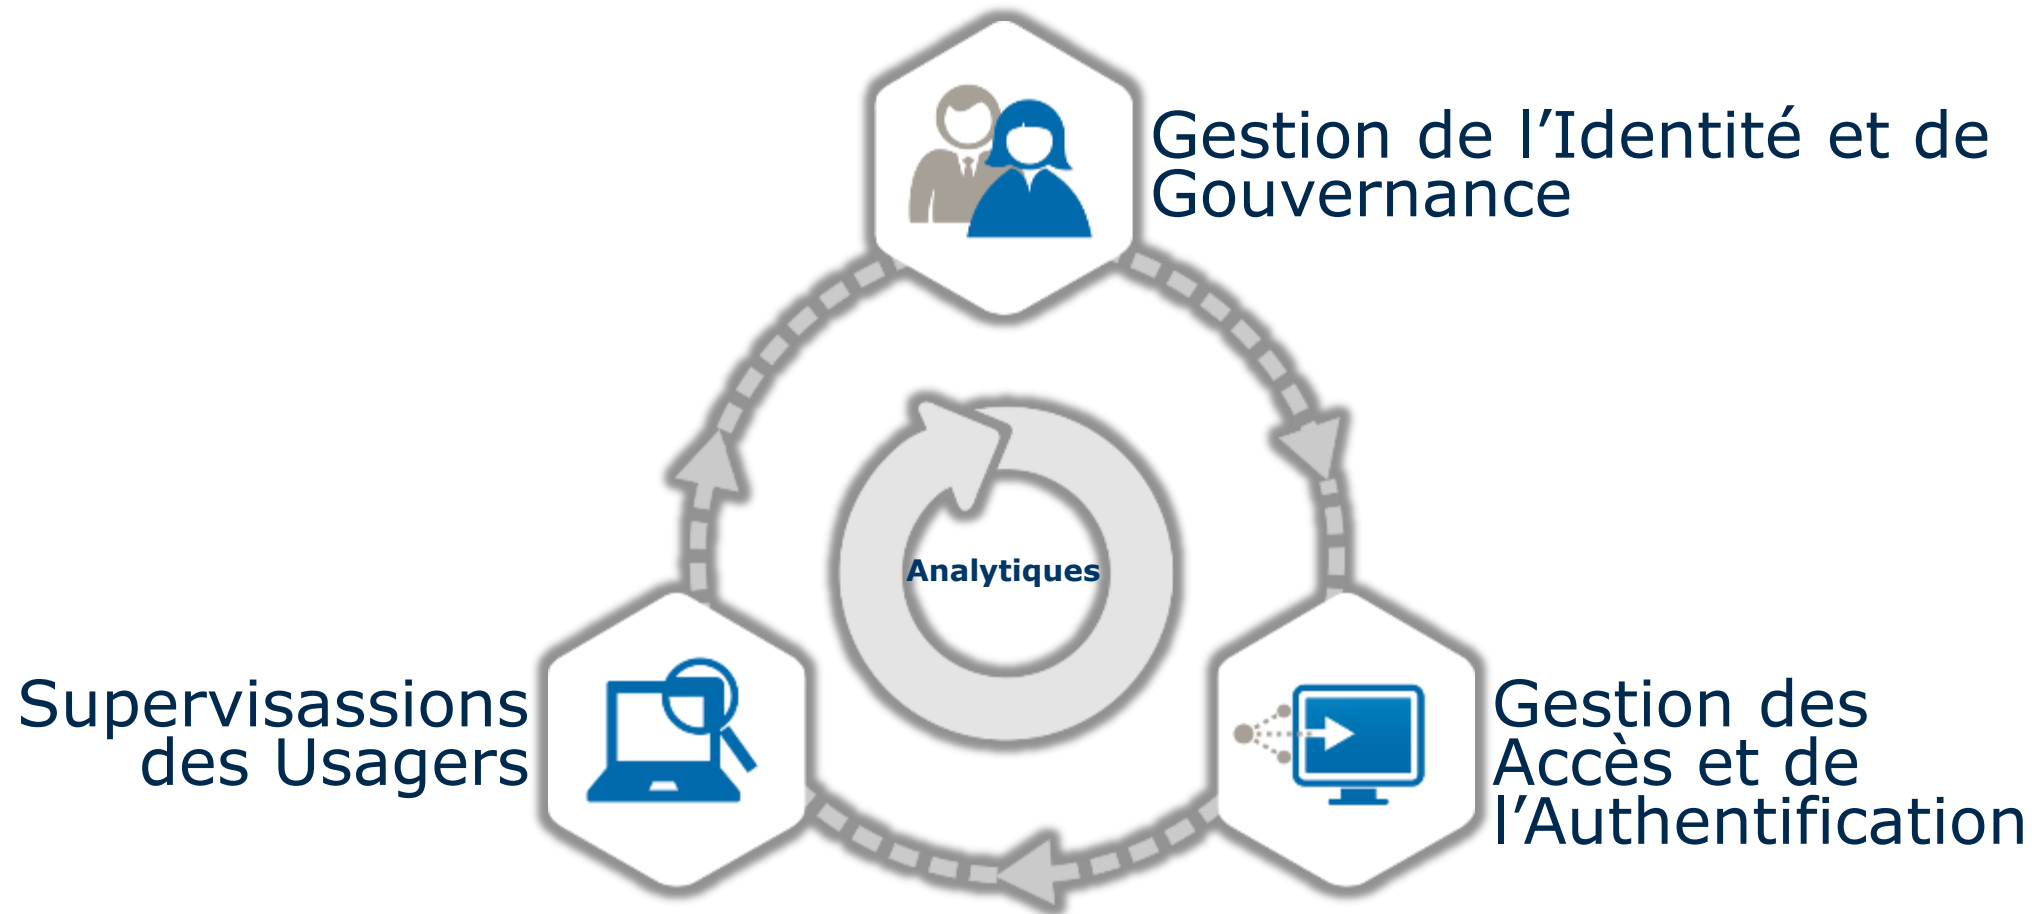 Gestion de l’Identité et de
Gouvernance
Analytiques
Supervisassions
des Usagers
Gestion des
Accès et de
l’Authentification